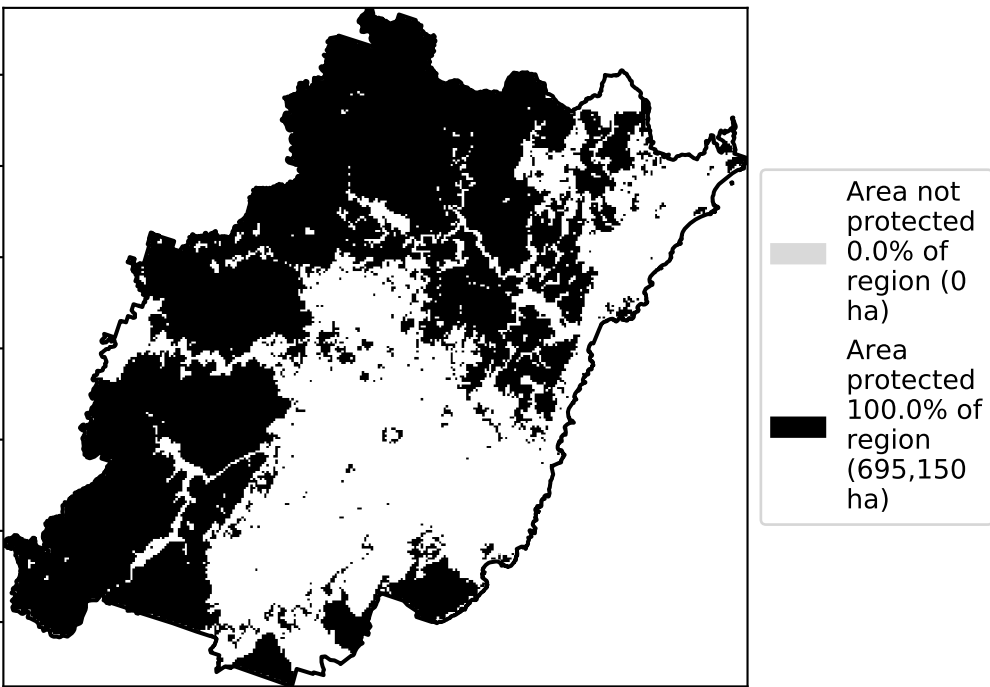 Area not
protected
0.0% of
region (0
ha)
Area
protected
100.0% of
region
(695,150
ha)